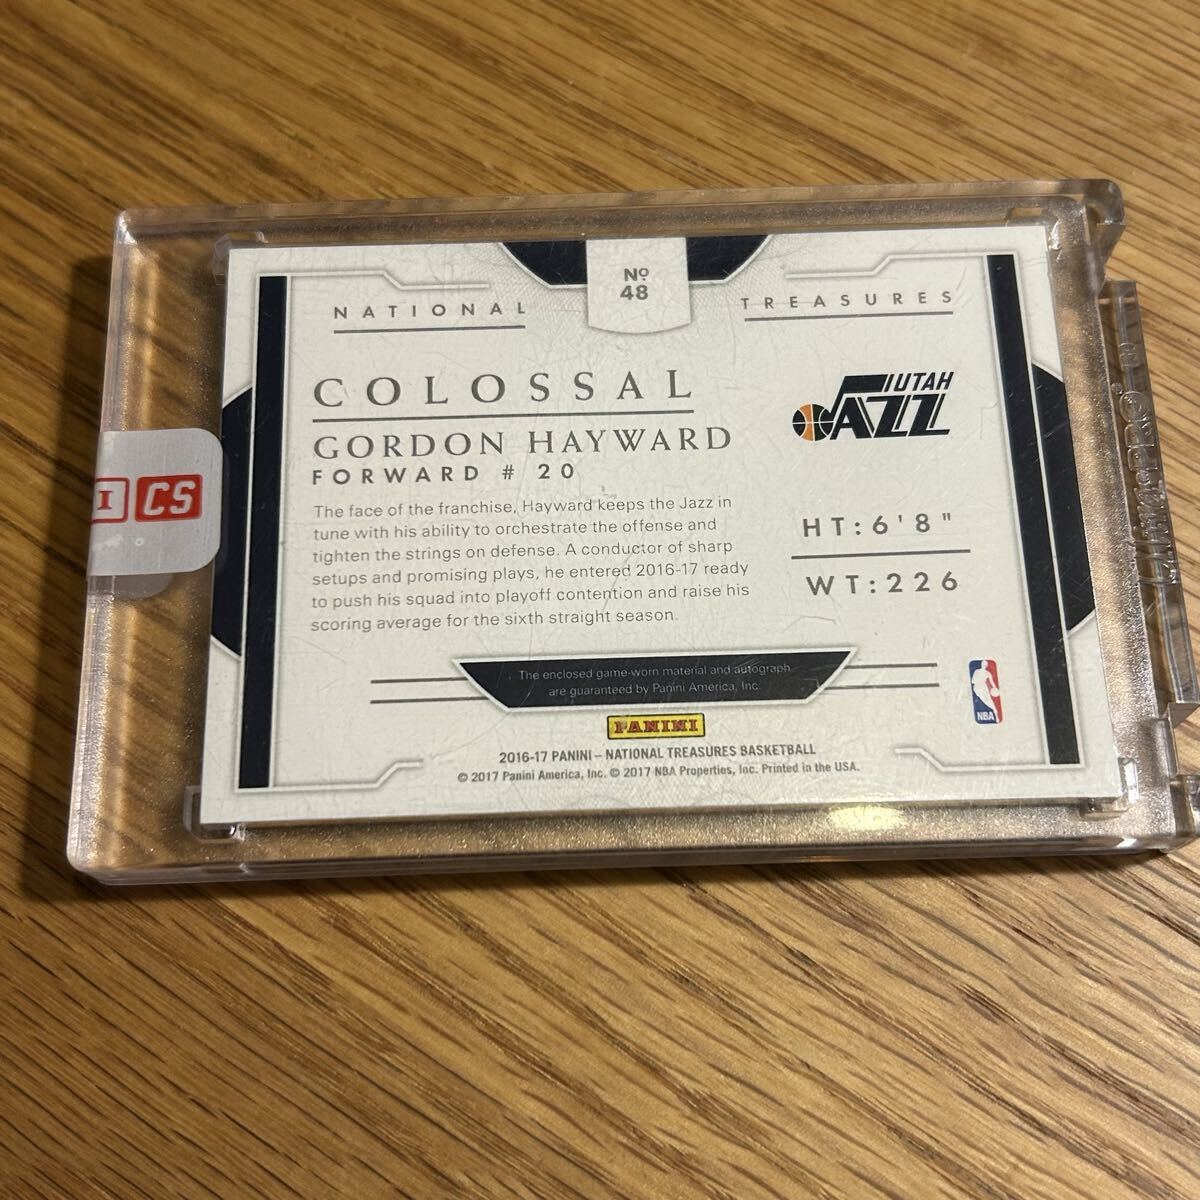 Nº
48
NATIONAL TREASURES
COLOSSAL
GORDON HAYWARD
FORWARD # 20
The face of the franchise, Hayward keeps the Jazz in
tune with his ability to orchestrate the offense and
tighten the strings on defense. A conductor of sharp
setups and promising plays, he entered 2016-17 ready
to push his squad into playoff contention and raise his
scoring average for the sixth straight season.
UTAH
JAZZ
HT:6'8"
WT:226
The enclosed game-worn material and autograph
are guaranteed by Panini America, Inc.
PANINI
NBA
2016-17 PANINI – NATIONAL TREASURES BASKETBALL
© 2017 Panini America, Inc. © 2017 NBA Properties, Inc. Printed in the USA.
I CS
Ultra PRO®